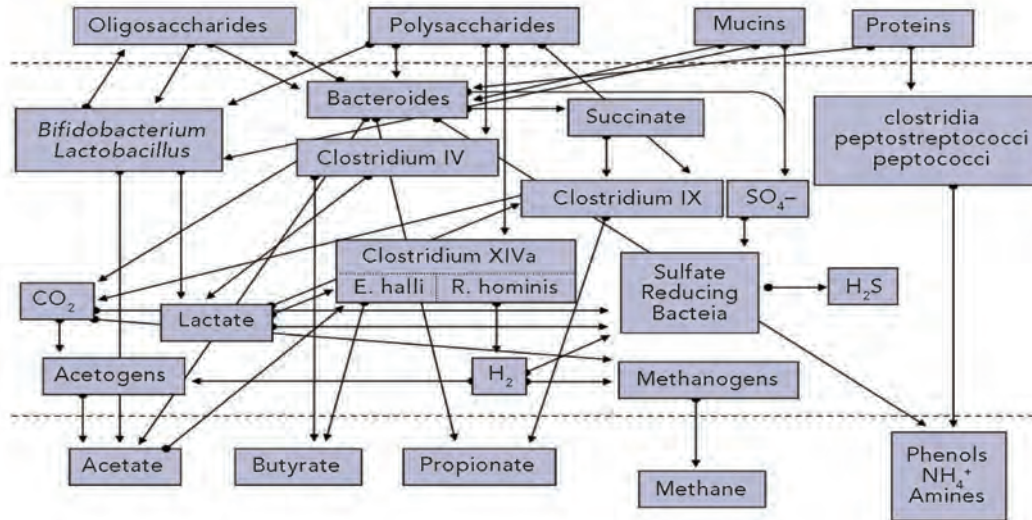 Oligosaccharides
Polysaccharides
Mucins
Proteins
Bacteroides
Bifidobacterium
Lactobacillus
Succinate
clostridia
peptostreptococci
peptococci
Clostridium IV
Clostridium IX
SO₄–
Clostridium XIVa
E. halli
R. hominis
Sulfate
Reducing
Bacteia
H₂S
CO₂
Lactate
Acetogens
H₂
Methanogens
Acetate
Butyrate
Propionate
Methane
Phenols
NH₄⁺
Amines